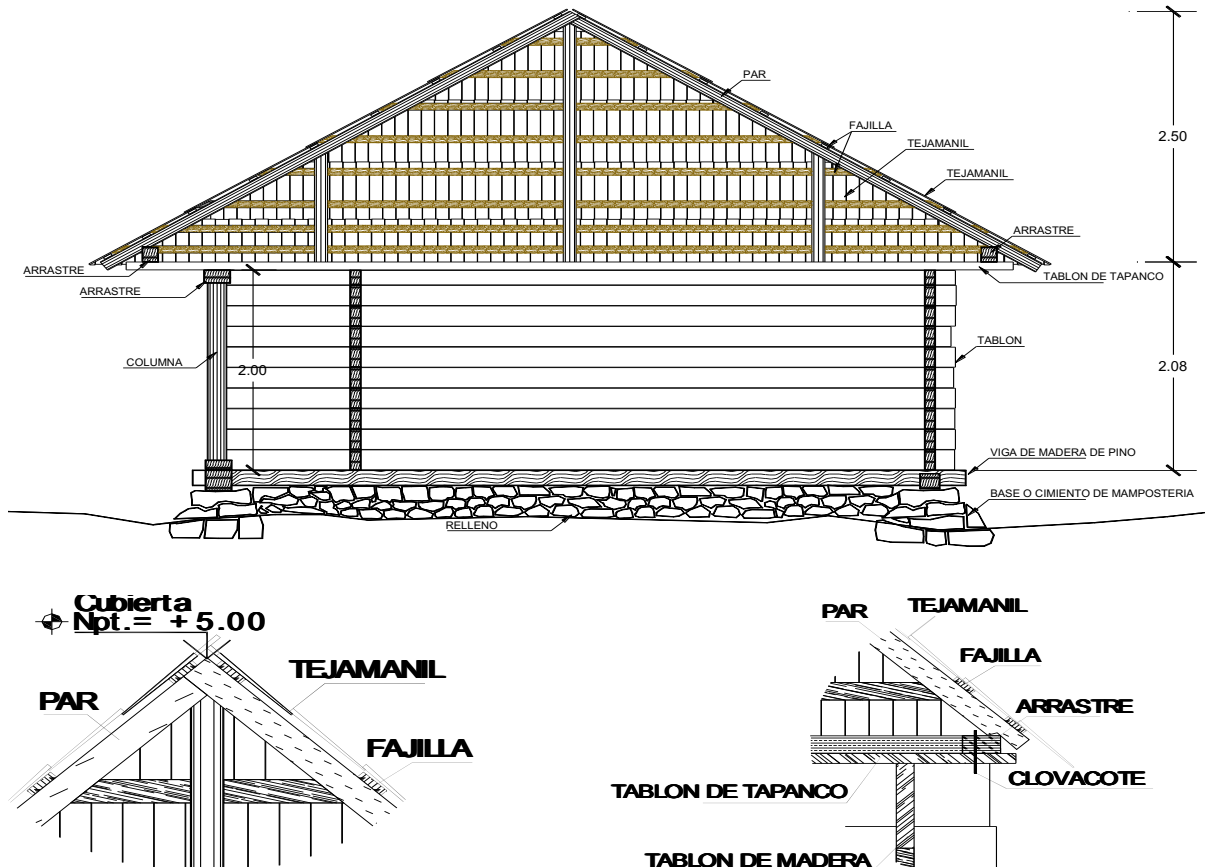 2.50
PAR
FAJILLA
TEJAMANIL
TEJAMANIL
ARRASTRE
ARRASTRE
TABLON DE TAPANCO
ARRASTRE
TABLON
COLUMNA
2.00
2.08
VIGA DE MADERA DE PINO
BASE O CIMIENTO DE MAMPOSTERIA
RELLENO
Cubierta
Npt.= +5.00
TEJAMANIL
PAR
FAJILLA
PAR
TEJAMANIL
FAJILLA
ARRASTRE
CLOVACOTE
TABLON DE TAPANCO
TABLON DE MADERA